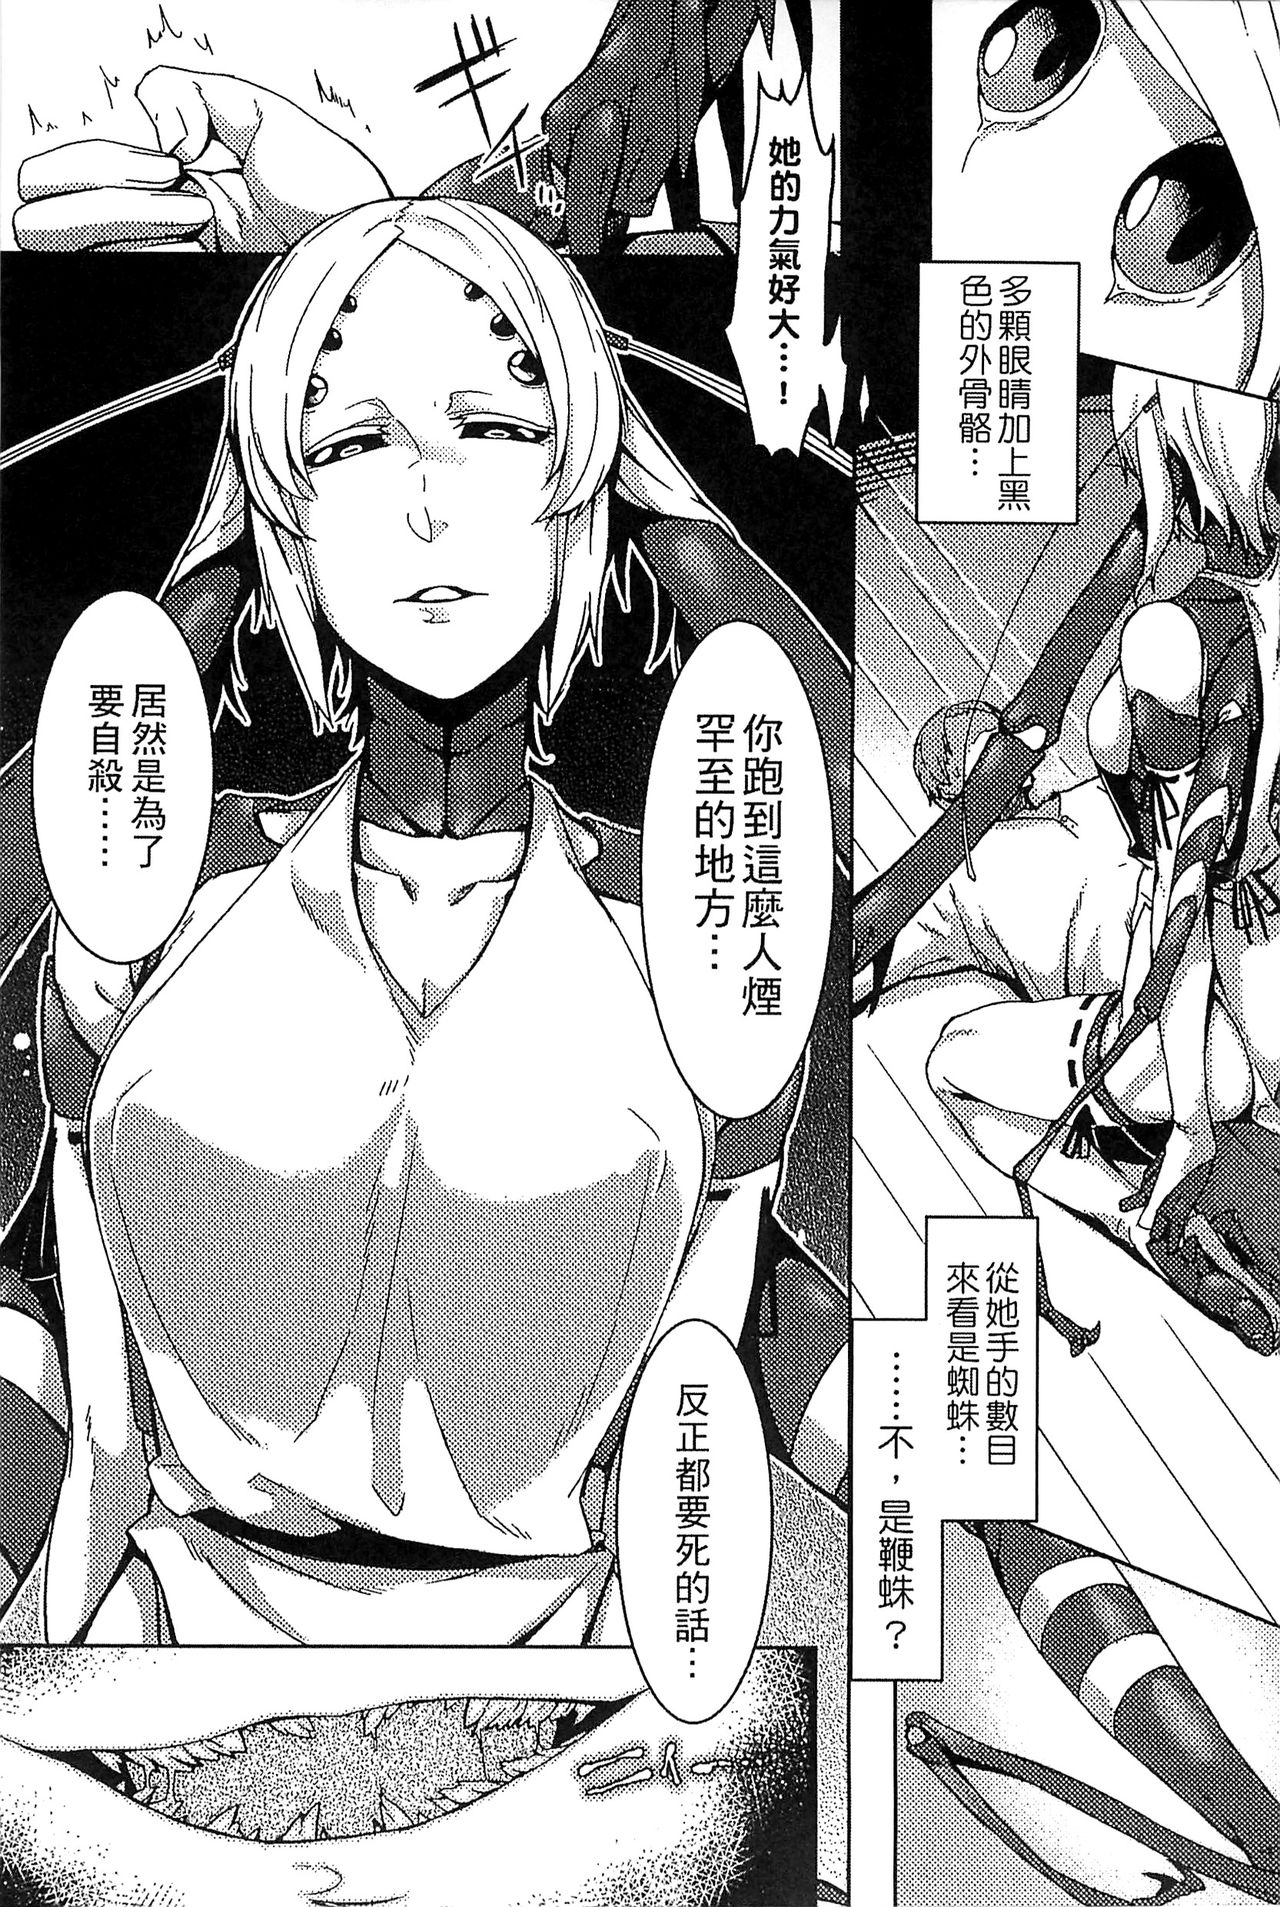 多顆眼睛加上黑
色的外骨骼…
從她手的數目
來看是蜘蛛…
……不，是鞭蛛？
她的力氣好大…！
你跑到這麼人煙
罕至的地方…
居然是為了
要自殺……
反正都要死的話…